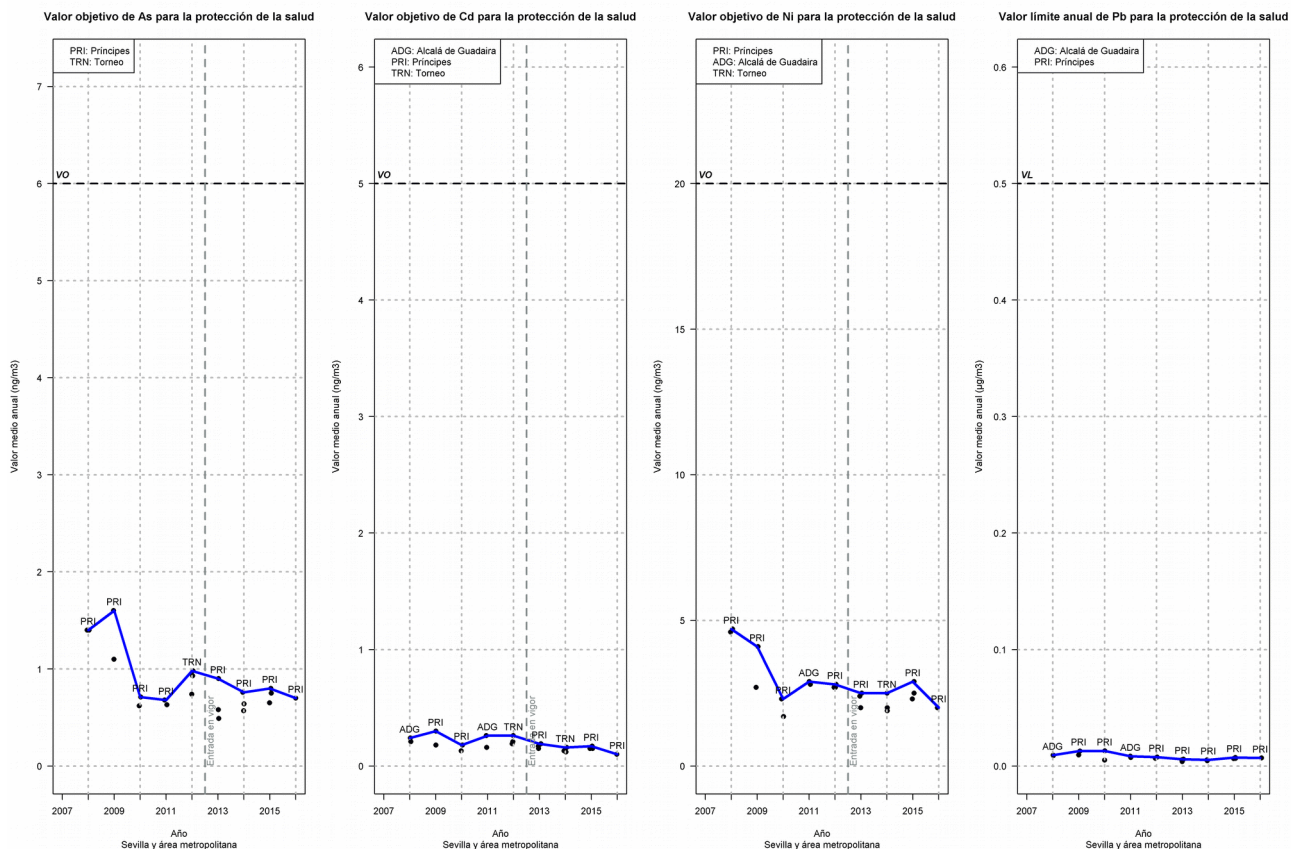 Valor objetivo de As para la protección de la salud
PRI: Príncipes
TRN: Torneo
VO
7
6
5
4
3
2
1
0
Valor medio anual (ng/m3)
PRI
PRI
PRI
PRI
TRN
PRI
PRI
PRI
PRI
Entrada en vigor
2007
2009
2011
2013
2015
Año
Sevilla y área metropolitana
Valor objetivo de Cd para la protección de la salud
ADG: Alcalá de Guadaira
PRI: Príncipes
TRN: Torneo
VO
6
5
4
3
2
1
0
Valor medio anual (ng/m3)
ADG
PRI
PRI
ADG
TRN
PRI
TRN
PRI
PRI
Entrada en vigor
2007
2009
2011
2013
2015
Año
Sevilla y área metropolitana
Valor objetivo de Ni para la protección de la salud
PRI: Príncipes
ADG: Alcalá de Guadaira
TRN: Torneo
VO
20
15
10
5
0
Valor medio anual (ng/m3)
PRI
PRI
PRI
ADG
PRI
PRI
TRN
PRI
PRI
Entrada en vigor
2007
2009
2011
2013
2015
Año
Sevilla y área metropolitana
Valor límite anual de Pb para la protección de la salud
ADG: Alcalá de Guadaira
PRI: Príncipes
VL
0.6
0.5
0.4
0.3
0.2
0.1
0.0
Valor medio anual (µg/m3)
ADG
PRI
PRI
ADG
PRI
PRI
PRI
PRI
PRI
2007
2009
2011
2013
2015
Año
Sevilla y área metropolitana